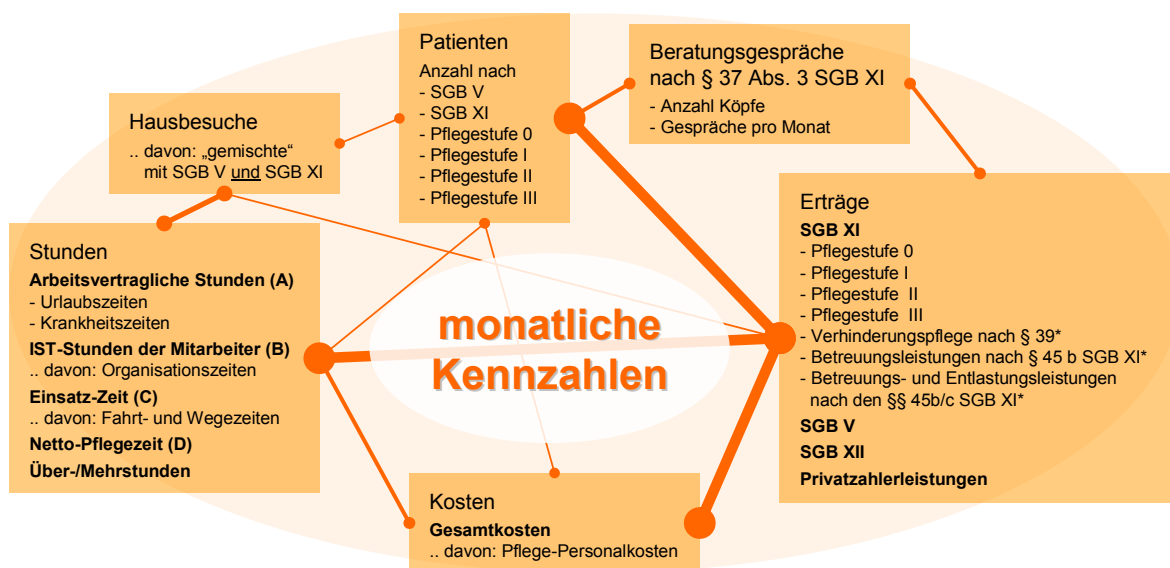 Patienten
Anzahl nach
- SGB V
- SGB XI
- Pflegestufe 0
- Pflegestufe I
- Pflegestufe II
- Pflegestufe III
Beratungsgespräche
nach § 37 Abs. 3 SGB XI
- Anzahl Köpfe
- Gespräche pro Monat
Hausbesuche
.. davon: „gemischte“
mit SGB V und SGB XI
Stunden
Arbeitsvertragliche Stunden (A)
- Urlaubszeiten
- Krankheitszeiten
IST-Stunden der Mitarbeiter (B)
.. davon: Organisationszeiten
Einsatz-Zeit (C)
.. davon: Fahrt- und Wegezeiten
Netto-Pflegezeit (D)
Über-/Mehrstunden
monatliche
Kennzahlen
Erträge
SGB XI
- Pflegestufe 0
- Pflegestufe I
- Pflegestufe II
- Pflegestufe III
- Verhinderungspflege nach § 39*
- Betreuungsleistungen nach § 45 b SGB XI*
- Betreuungs- und Entlastungsleistungen
nach den §§ 45b/c SGB XI*
SGB V
SGB XII
Privatzahlerleistungen
Kosten
Gesamtkosten
.. davon: Pflege-Personalkosten